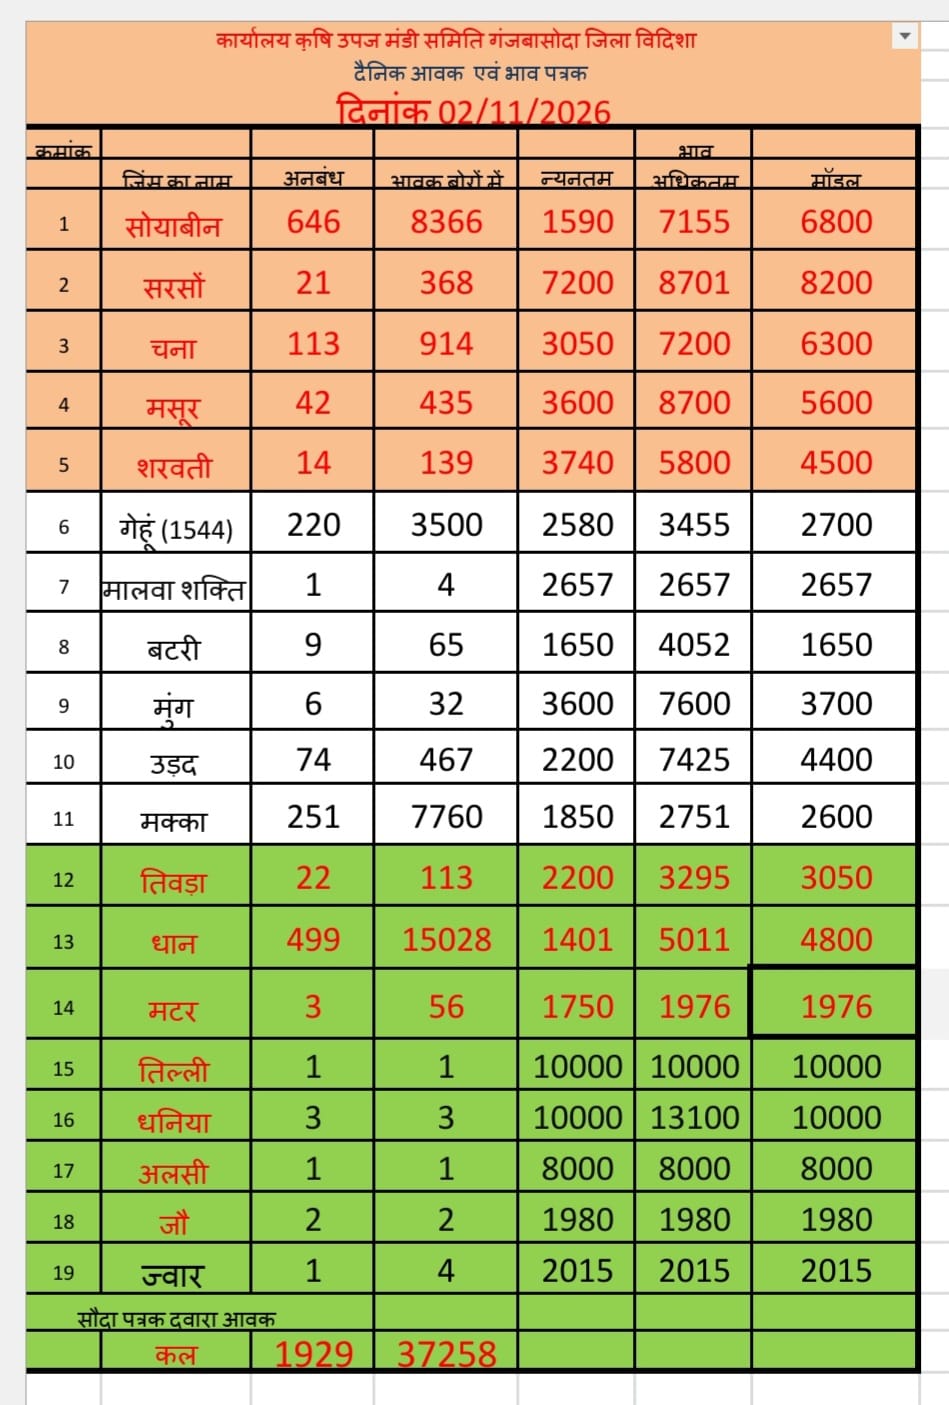 कार्यालय कृषि उपज मंडी समिति गंजबासोदा जिला विदिशा
दैनिक आवक एवं भाव पत्रक
दिनांक 02/11/2026
कमांक भाव
जिंस का नाम अनबंध आवक बोरों में न्यनतम अधिकतम मॉडल
1 सोयाबीन 646 8366 1590 7155 6800
2 सरसों 21 368 7200 8701 8200
3 चना 113 914 3050 7200 6300
4 मसूर 42 435 3600 8700 5600
5 शरवती 14 139 3740 5800 4500
6 गेहूं (1544) 220 3500 2580 3455 2700
7 मालवा शक्ति 1 4 2657 2657 2657
8 बटरी 9 65 1650 4052 1650
9 मुंग 6 32 3600 7600 3700
10 उड़द 74 467 2200 7425 4400
11 मक्का 251 7760 1850 2751 2600
12 तिवड़ा 22 113 2200 3295 3050
13 धान 499 15028 1401 5011 4800
14 मटर 3 56 1750 1976 1976
15 तिल्ली 1 1 10000 10000 10000
16 धनिया 3 3 10000 13100 10000
17 अलसी 1 1 8000 8000 8000
18 जौ 2 2 1980 1980 1980
19 ज्वार 1 4 2015 2015 2015
सौदा पत्रक दवारा आवक
कल 1929 37258